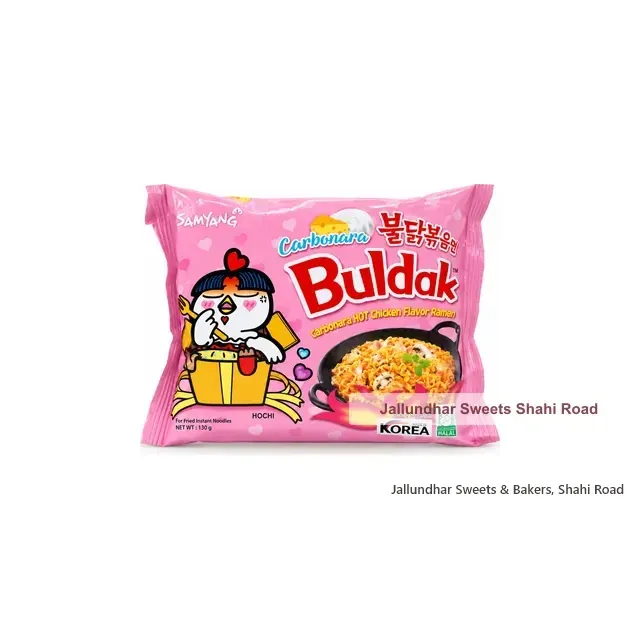 SAMYANG
Carbonara
불닭볶음면
Buldak™
Carbonara HOT Chicken Flavor Ramen
HOCHI
For Fried Instant Noodles
NET WT : 130 g
Jallundhar Sweets Shahi Road
KOREA
HALAL
Jallundhar Sweets & Bakers, Shahi Road